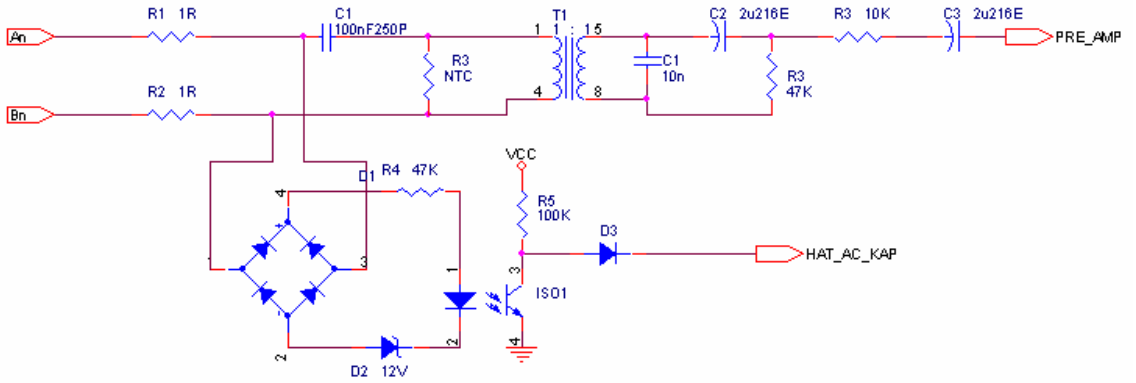 An
R1 1R
C1
100nF250P
R3
NTC
T1
1
4
15
8
C1
10n
C2 2u216E
R3
47K
R3 10K
C3 2u216E
PRE_AMP
Bn
R2 1R
D1
R4 47K
4
3
2
+
-
1
2
D2 12V
VCC
R5
100K
3
4
ISO1
D3
HAT_AC_KAP